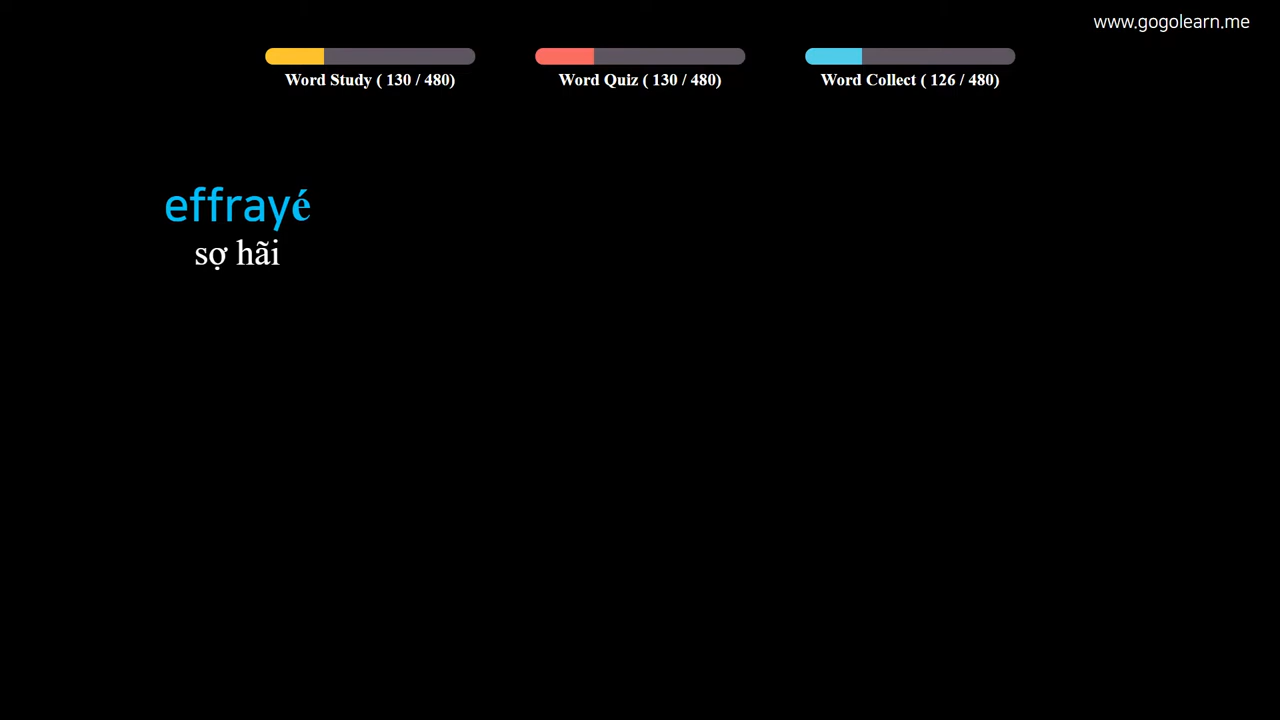 www.gogolearn.me
Word Study ( 130 / 480)
Word Quiz ( 130 / 480)
Word Collect ( 126 / 480)
effrayé
sợ hãi